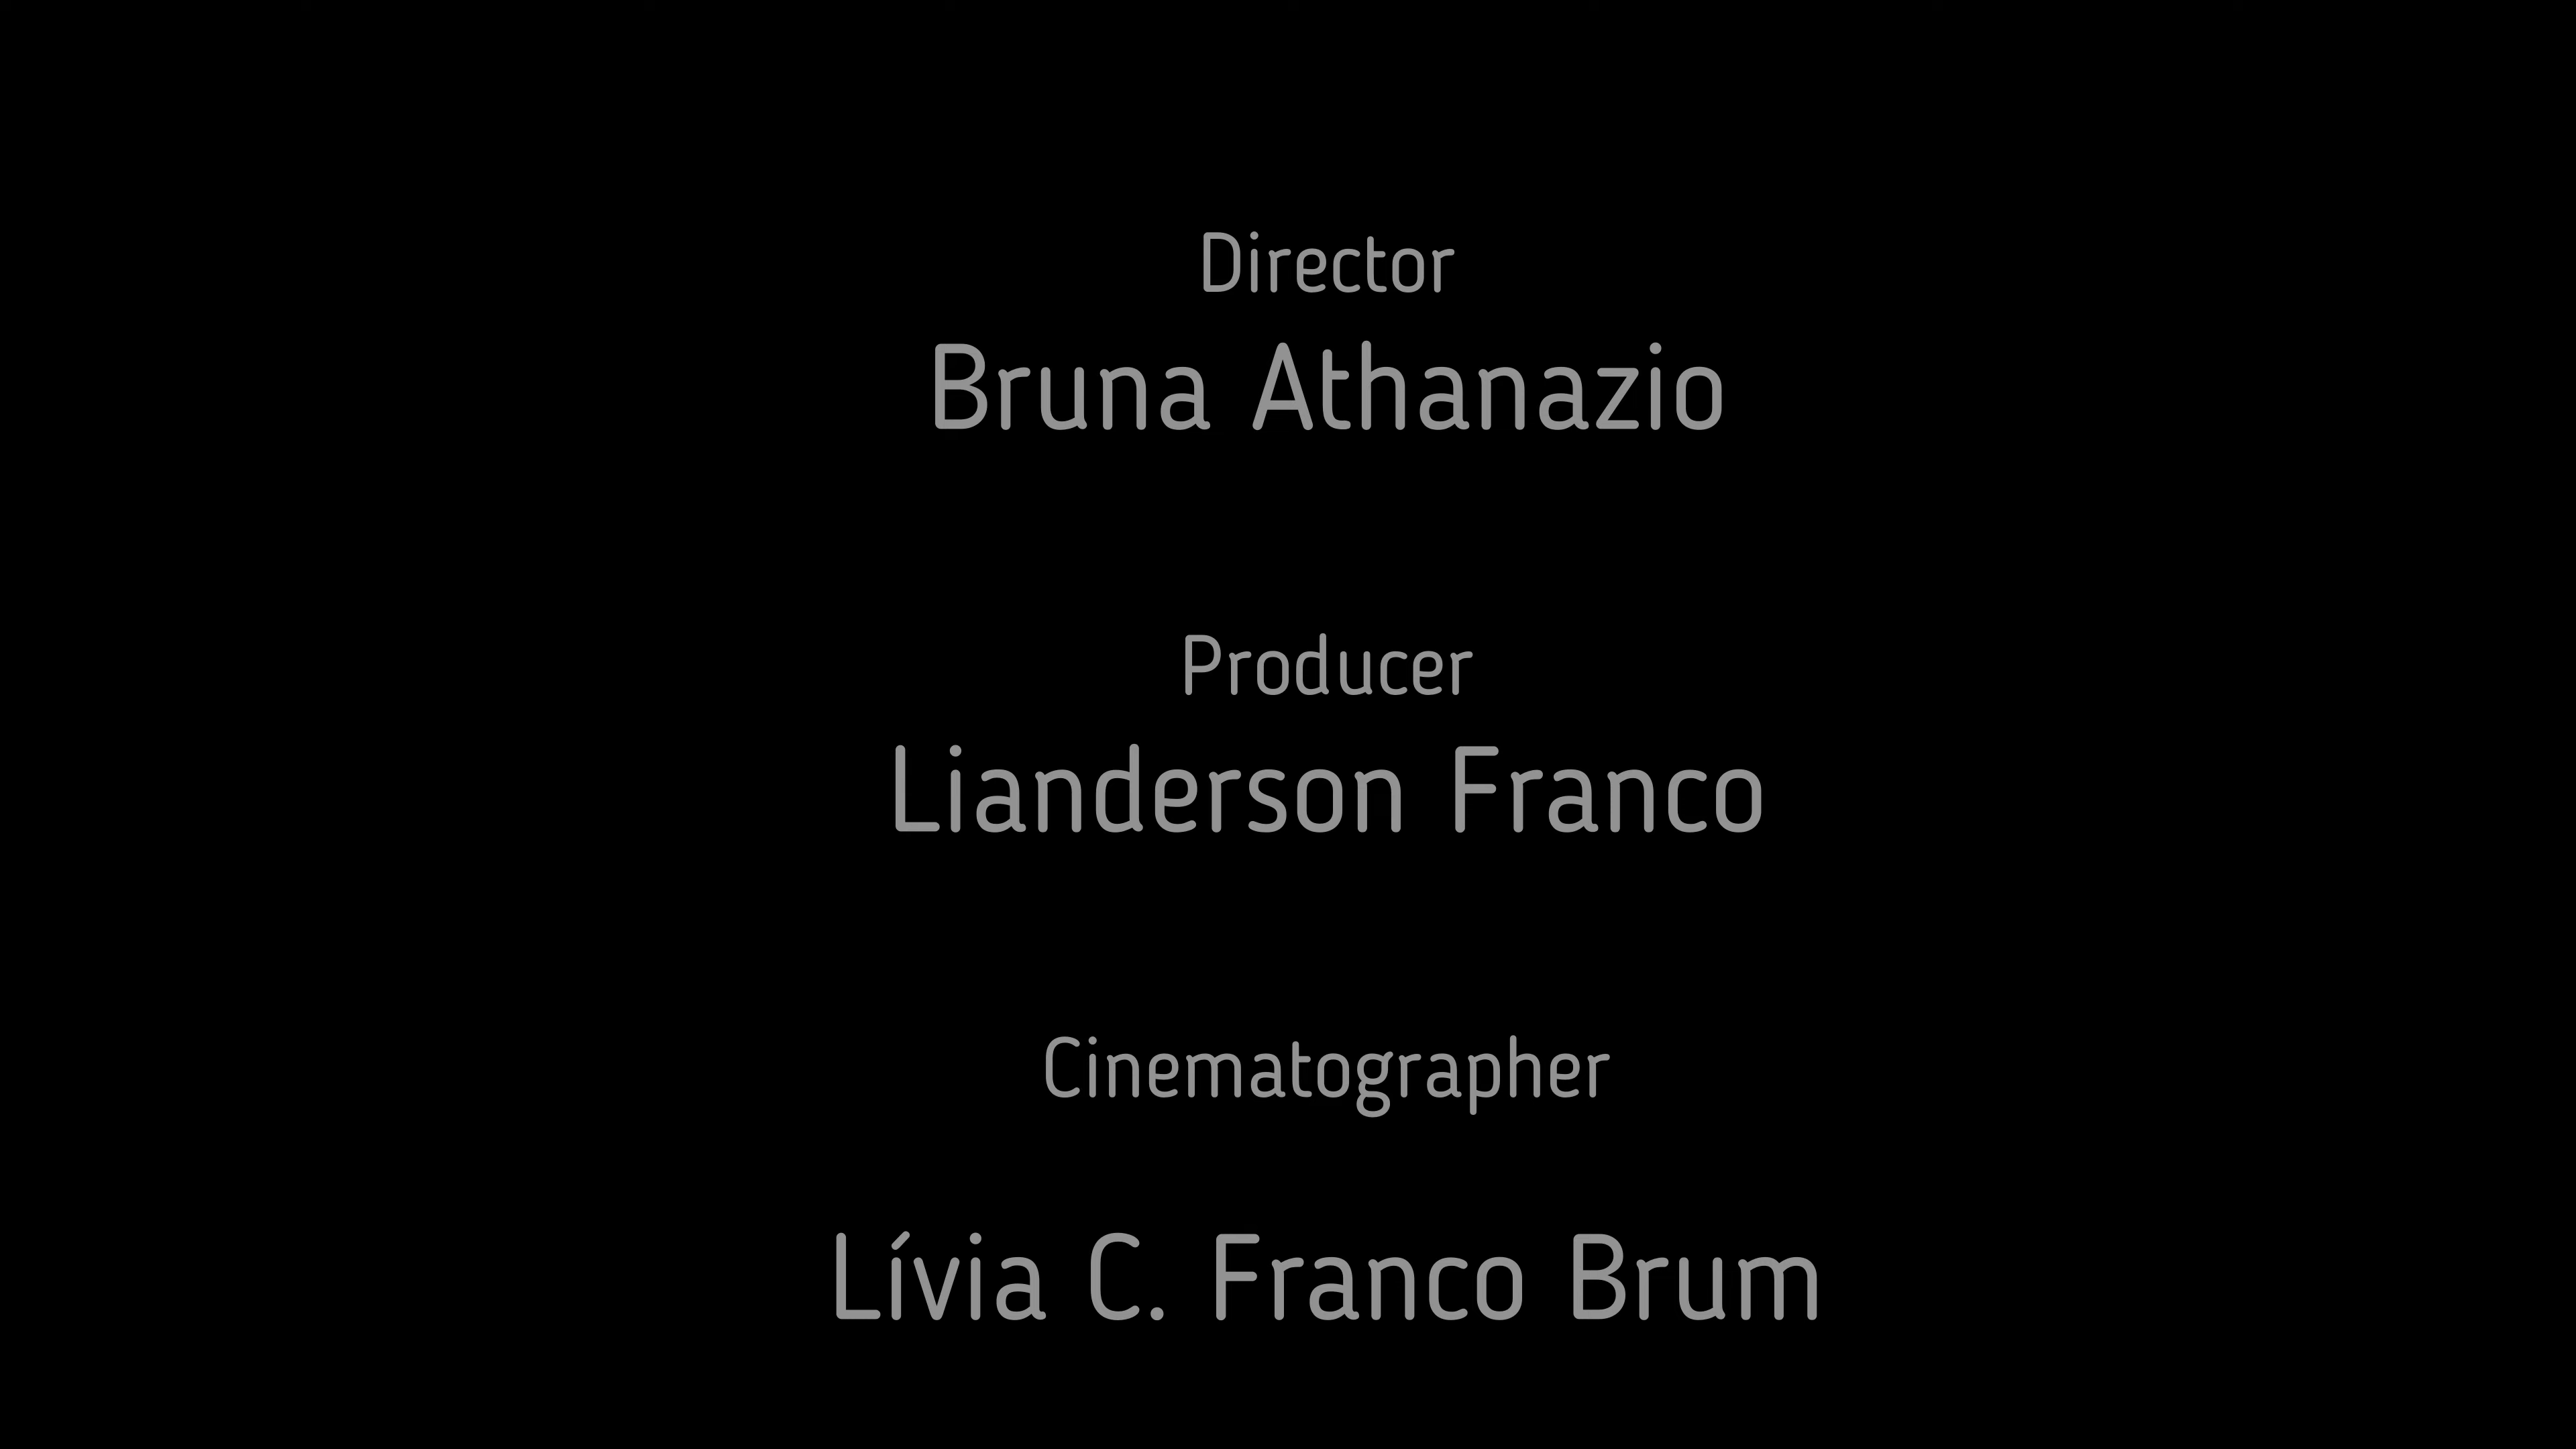 Director
Bruna Athanazio
Producer
Lianderson Franco
Cinematographer
Lívia C. Franco Brum